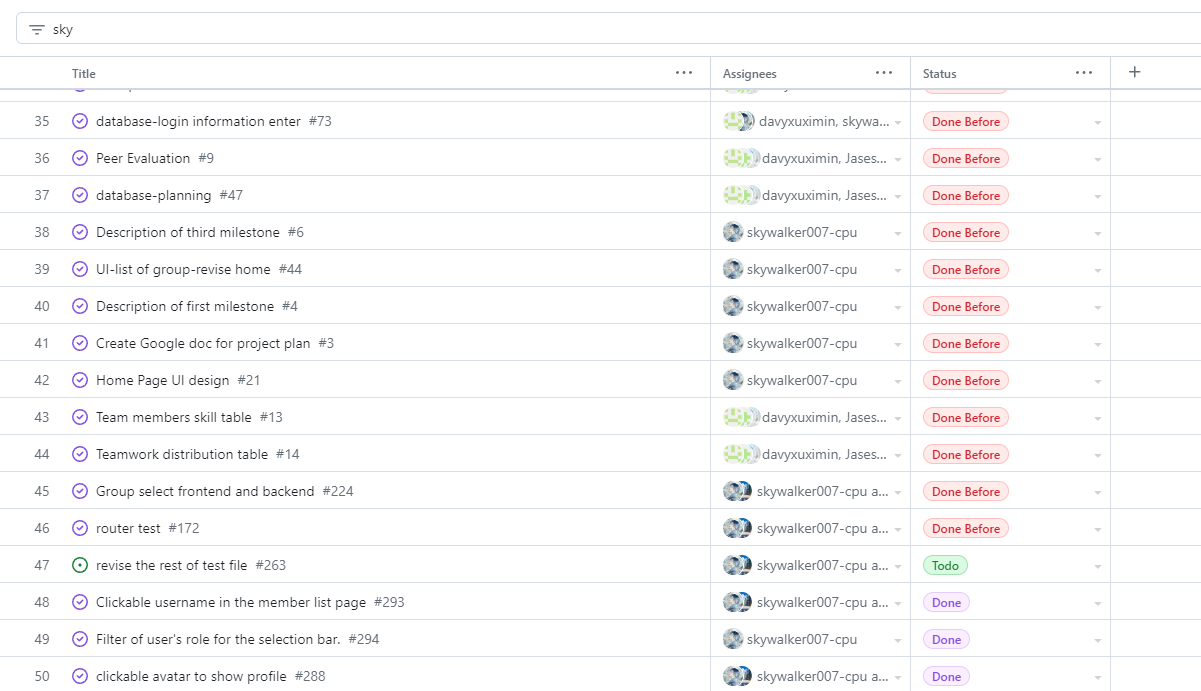 sky
Title ... Assignees ... Status ... +
35 database-login information enter #73 davyxuximin, skywa... Done Before
36 Peer Evaluation #9 davyxuximin, Jases... Done Before
37 database-planning #47 davyxuximin, Jases... Done Before
38 Description of third milestone #6 skywalker007-cpu Done Before
39 UI-list of group-revise home #44 skywalker007-cpu Done Before
40 Description of first milestone #4 skywalker007-cpu Done Before
41 Create Google doc for project plan #3 skywalker007-cpu Done Before
42 Home Page UI design #21 skywalker007-cpu Done Before
43 Team members skill table #13 davyxuximin, Jases... Done Before
44 Teamwork distribution table #14 davyxuximin, Jases... Done Before
45 Group select frontend and backend #224 skywalker007-cpu a... Done Before
46 router test #172 skywalker007-cpu a... Done Before
47 revise the rest of test file #263 skywalker007-cpu a... Todo
48 Clickable username in the member list page #293 skywalker007-cpu a... Done
49 Filter of user's role for the selection bar. #294 skywalker007-cpu Done
50 clickable avatar to show profile #288 skywalker007-cpu a... Done